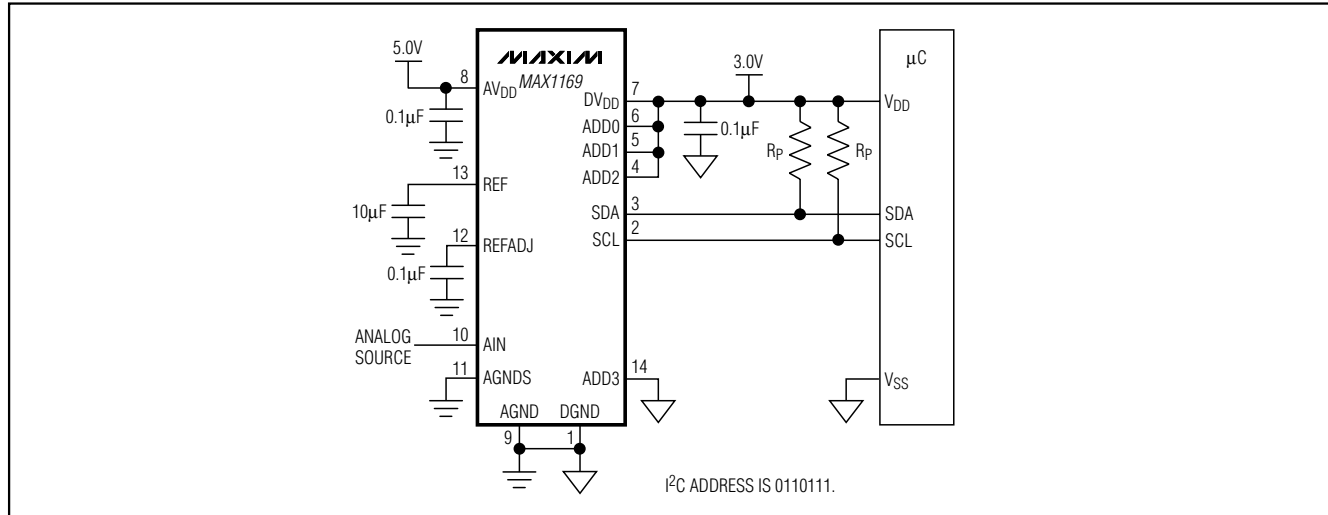 5.0V
8
AVDD
0.1µF
MAXIM
MAX1169
13
REF
10µF
12
REFADJ
0.1µF
ANALOG
SOURCE
10
AIN
11
AGNDS
AGND
DGND
9
1
DVDD
7
ADD0
6
ADD1
5
ADD2
4
SDA
3
SCL
2
ADD3
14
3.0V
0.1µF
RP
RP
µC
VDD
SDA
SCL
VSS
I²C ADDRESS IS 0110111.